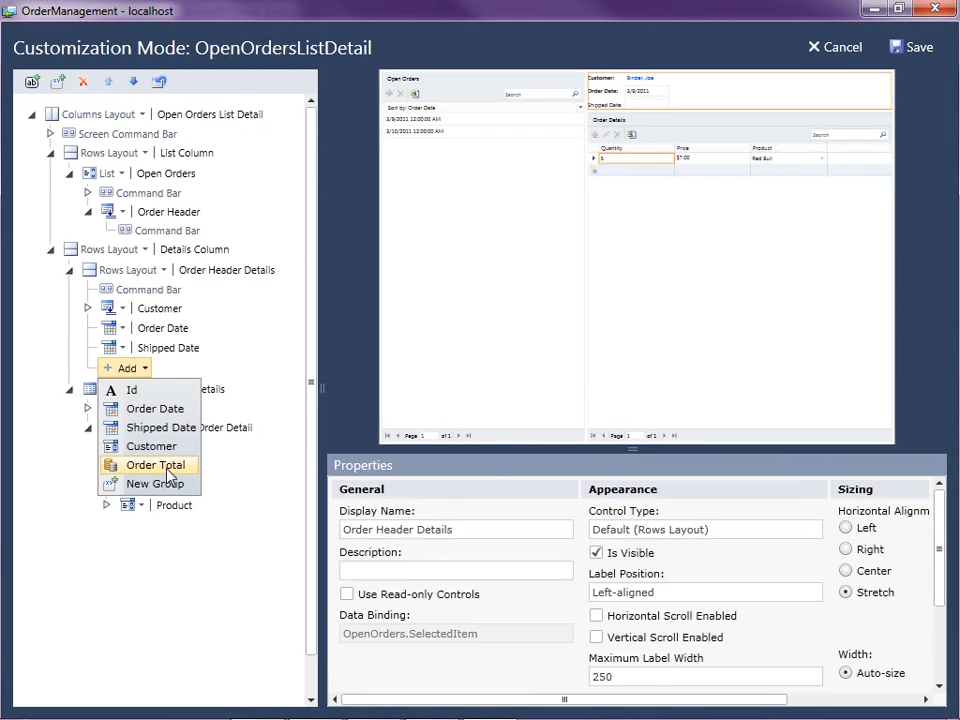 OrderManagement - localhost
Customization Mode: OpenOrdersListDetail
Cancel
Save
ab
Columns Layout | Open Orders List Detail
Screen Command Bar
Rows Layout | List Column
List | Open Orders
Command Bar
| Order Header
Command Bar
Rows Layout | Details Column
Rows Layout | Order Header Details
Command Bar
| Customer
| Order Date
| Shipped Date
+ Add
etails
Order Detail
| Product
A Id
Order Date
Shipped Date
Customer
Order Total
New Group
Open Orders
Search
Sort by: Order Date
2/9/2011 12:00:00 AM
2/10/2011 12:00:00 AM
Page 1 of 1
Customer: Binder, Joe
Order Date: 2/9/2011
Shipped Date:
Order Details
Search
Quantity Price Product
$7.00 Red Bull
Page 1 of 1
Properties
General
Display Name:
Order Header Details
Description:
Use Read-only Controls
Data Binding:
OpenOrders.SelectedItem
Appearance
Control Type:
Default (Rows Layout)
Is Visible
Label Position:
Left-aligned
Horizontal Scroll Enabled
Vertical Scroll Enabled
Maximum Label Width
250
Sizing
Horizontal Alignm
Left
Right
Center
Stretch
Width:
Auto-size